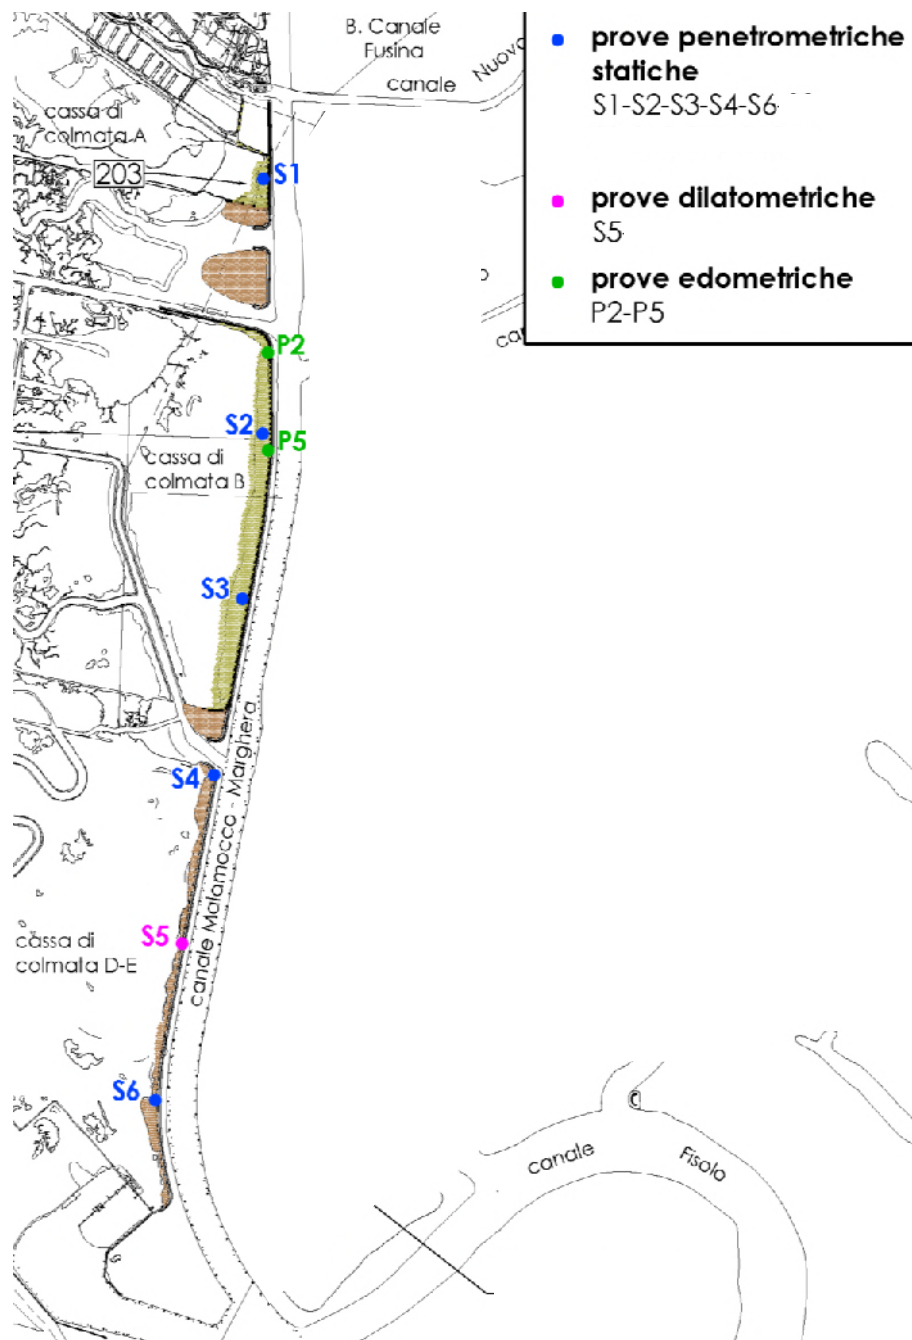 B. Canale
Fusina
canale
Nuovo
cassa di
colmata A
203
S1
prove penetrometriche
statiche
S1-S2-S3-S4-S6
prove dilatometriche
S5
prove edometriche
P2-P5
P2
S2
P5
cassa di
colmata B
S3
canale Malamocco - Marghera
S4
S5
cassa di
colmata D-E
S6
canale
Fisolo